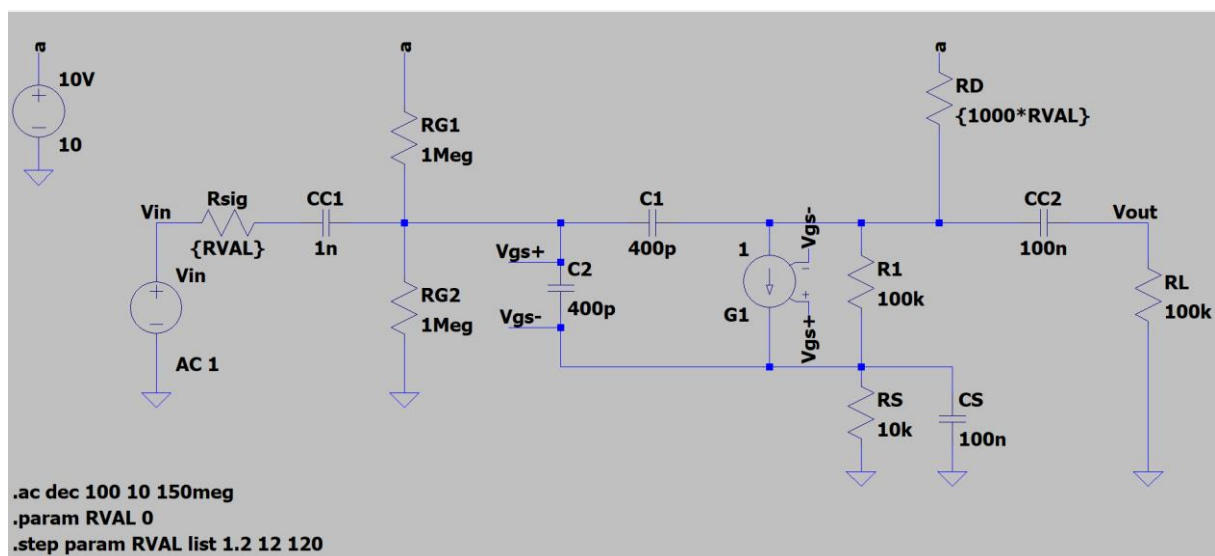 a
10V
10
Vin
Rsig
{RVAL}
CC1
1n
Vin
AC 1
a
RG1
1Meg
RG2
1Meg
Vgs+
Vgs-
C2
400p
C1
400p
1
G1
Vgs-
Vgs+
R1
100k
RS
10k
CS
100n
a
RD
{1000*RVAL}
CC2
100n
Vout
RL
100k
.ac dec 100 10 150meg
.param RVAL 0
.step param RVAL list 1.2 12 120